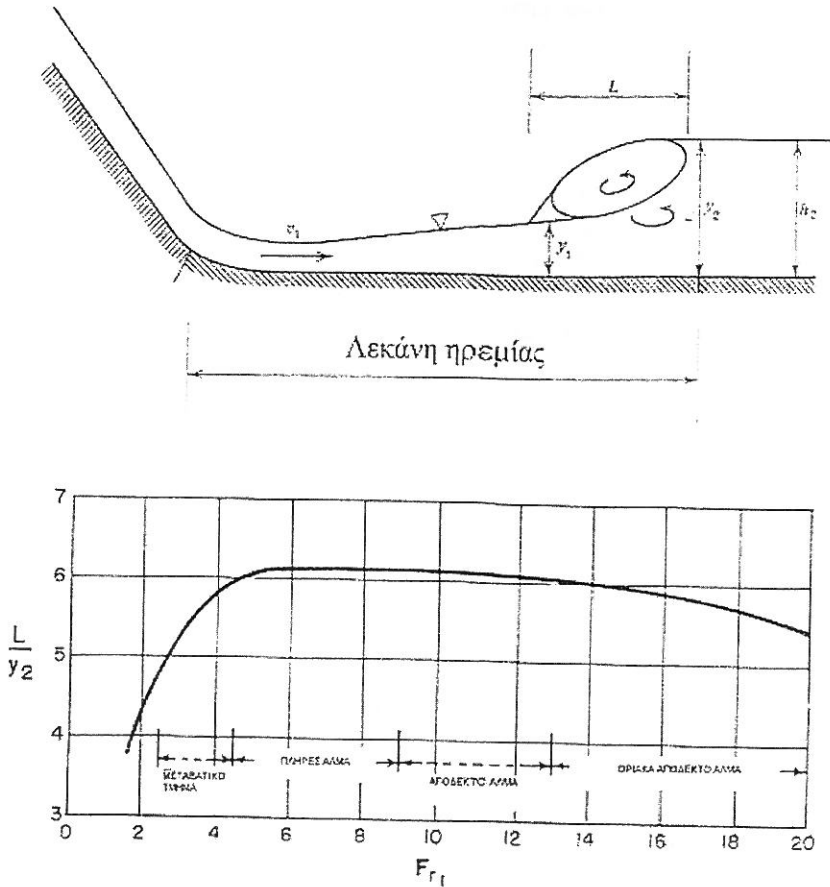 L
v₁
y₁
y₂
h₂
Λεκάνη ηρεμίας
7
6
5
4
3
L
y₂
ΜΕΤΑΒΑΤΙΚΟ
ΤΜΗΜΑ
ΠΛΗΡΕΣ ΑΛΜΑ
ΑΠΟΔΕΚΤΟ ΑΛΜΑ
ΟΡΙΑΚΑ ΑΠΟΔΕΚΤΟ ΑΛΜΑ
0 2 4 6 8 10 12 14 16 18 20
Fr₁